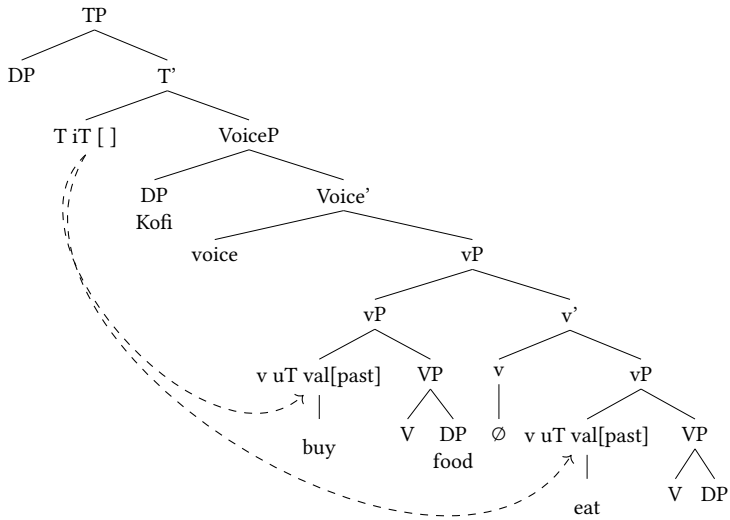 TP
DP T’
T iT [ ] VoiceP
DP Voice’
Kofi
voice vP
vP v’
v uT val[past] VP v vP
buy V DP ∅ v uT val[past] VP
food
eat V DP